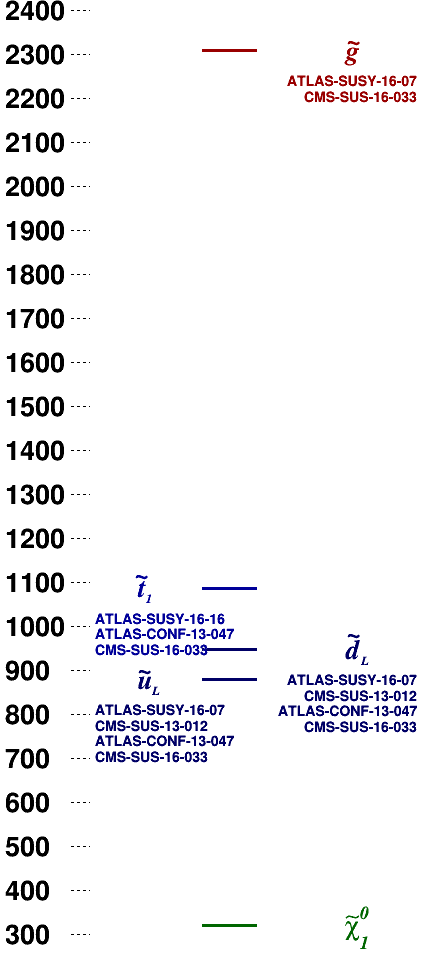 2400
2300
g̃
ATLAS-SUSY-16-07
CMS-SUS-16-033
2200
2100
2000
1900
1800
1700
1600
1500
1400
1300
1200
1100
t̃₁
1000
ATLAS-SUSY-16-16
ATLAS-CONF-13-047
CMS-SUS-16-033
d̃_L
ATLAS-SUSY-16-07
CMS-SUS-13-012
ATLAS-CONF-13-047
CMS-SUS-16-033
900
ũ_L
ATLAS-SUSY-16-07
CMS-SUS-13-012
ATLAS-CONF-13-047
CMS-SUS-16-033
800
700
600
500
400
300
χ̃⁰₁